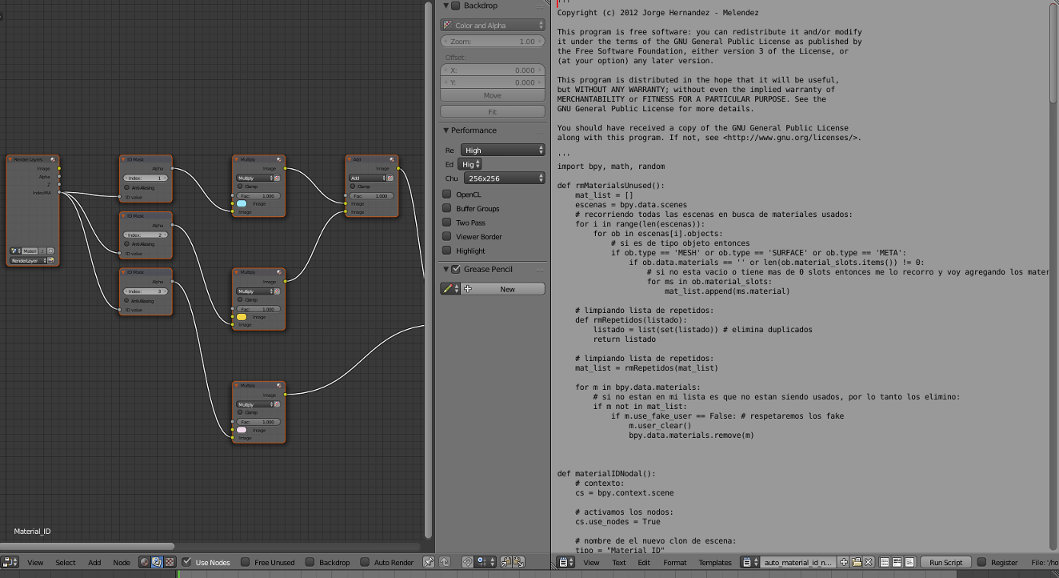 RenderLayers
Image
Alpha
Z
IndexMA
RenderLayer
ID Mask
Alpha
Index: 1
Anti-Aliasing
ID value
ID Mask
Alpha
Index: 2
Anti-Aliasing
ID value
ID Mask
Alpha
Index: 3
Anti-Aliasing
ID value
Multiply
Image
Multiply
Clamp
Fac: 1.000
Image
Image
Multiply
Image
Multiply
Clamp
Fac: 1.000
Image
Image
Multiply
Image
Multiply
Clamp
Fac: 1.000
Image
Image
Add
Image
Add
Clamp
Fac: 1.000
Image
Image
Material_ID
View Select Add Node Use Nodes Free Unused Backdrop Auto Render
Backdrop
Color and Alpha
Zoom: 1.00
Offset:
X: 0.000
Y: 0.000
Move
Fit
Performance
Re High
Ed Hig
Chu 256x256
OpenCL
Buffer Groups
Two Pass
Viewer Border
Highlight
Grease Pencil
New
'''
Copyright (c) 2012 Jorge Hernandez - Melendez
This program is free software: you can redistribute it and/or modify
it under the terms of the GNU General Public License as published by
the Free Software Foundation, either version 3 of the License, or
(at your option) any later version.
This program is distributed in the hope that it will be useful,
but WITHOUT ANY WARRANTY; without even the implied warranty of
MERCHANTABILITY or FITNESS FOR A PARTICULAR PURPOSE. See the
GNU General Public License for more details.
You should have received a copy of the GNU General Public License
along with this program. If not, see <http://www.gnu.org/licenses/>.
'''
import bpy, math, random
def rmMaterialsUnused():
mat_list = []
escenas = bpy.data.scenes
# recorriendo todas las escenas en busca de materiales usados:
for i in range(len(escenas)):
for ob in escenas[i].objects:
# si es de tipo objeto entonces
if ob.type == 'MESH' or ob.type == 'SURFACE' or ob.type == 'META':
if ob.data.materials == '' or len(ob.material_slots.items()) != 0:
# si no esta vacio o tiene mas de 0 slots entonces me lo recorro y voy agregando los mater
for ms in ob.material_slots:
mat_list.append(ms.material)
# limpiando lista de repetidos:
def rmRepetidos(listado):
listado = list(set(listado)) # elimina duplicados
return listado
# limpiando lista de repetidos:
mat_list = rmRepetidos(mat_list)
for m in bpy.data.materials:
# si no estan en mi lista es que no estan siendo usados, por lo tanto los elimino:
if m not in mat_list:
if m.use_fake_user == False: # respetaremos los fake
m.user_clear()
bpy.data.materials.remove(m)
def materialIDNodal():
# contexto:
cs = bpy.context.scene
# activamos los nodos:
cs.use_nodes = True
# nombre de el nuevo clon de escena:
tipo = "Material_ID"
View Text Edit Format Templates auto_material_id n... Run Script Register File: '/h